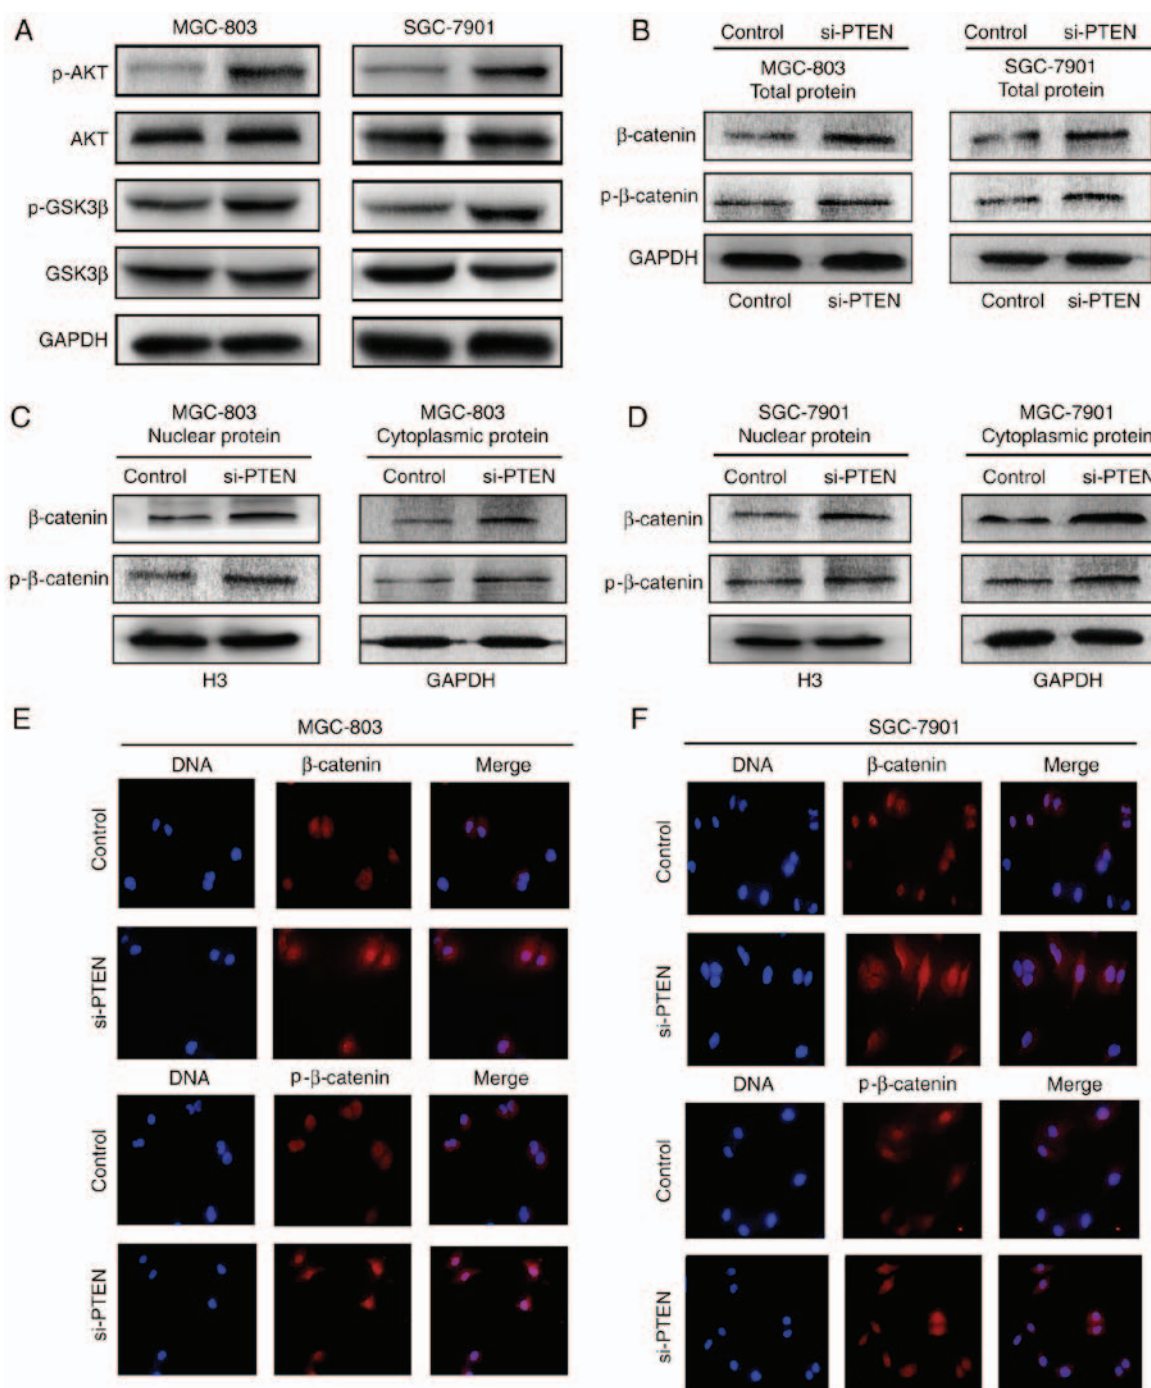 A
MGC-803
SGC-7901
p-AKT
AKT
p-GSK3β
GSK3β
GAPDH
B
Control
si-PTEN
Control
si-PTEN
MGC-803
Total protein
SGC-7901
Total protein
β-catenin
p-β-catenin
GAPDH
Control
si-PTEN
Control
si-PTEN
C
MGC-803
Nuclear protein
MGC-803
Cytoplasmic protein
Control
si-PTEN
Control
si-PTEN
β-catenin
p-β-catenin
H3
GAPDH
D
SGC-7901
Nuclear protein
MGC-7901
Cytoplasmic protein
Control
si-PTEN
Control
si-PTEN
β-catenin
p-β-catenin
H3
GAPDH
E
MGC-803
DNA
β-catenin
Merge
Control
si-PTEN
DNA
p-β-catenin
Merge
Control
si-PTEN
F
SGC-7901
DNA
β-catenin
Merge
Control
si-PTEN
DNA
p-β-catenin
Merge
Control
si-PTEN